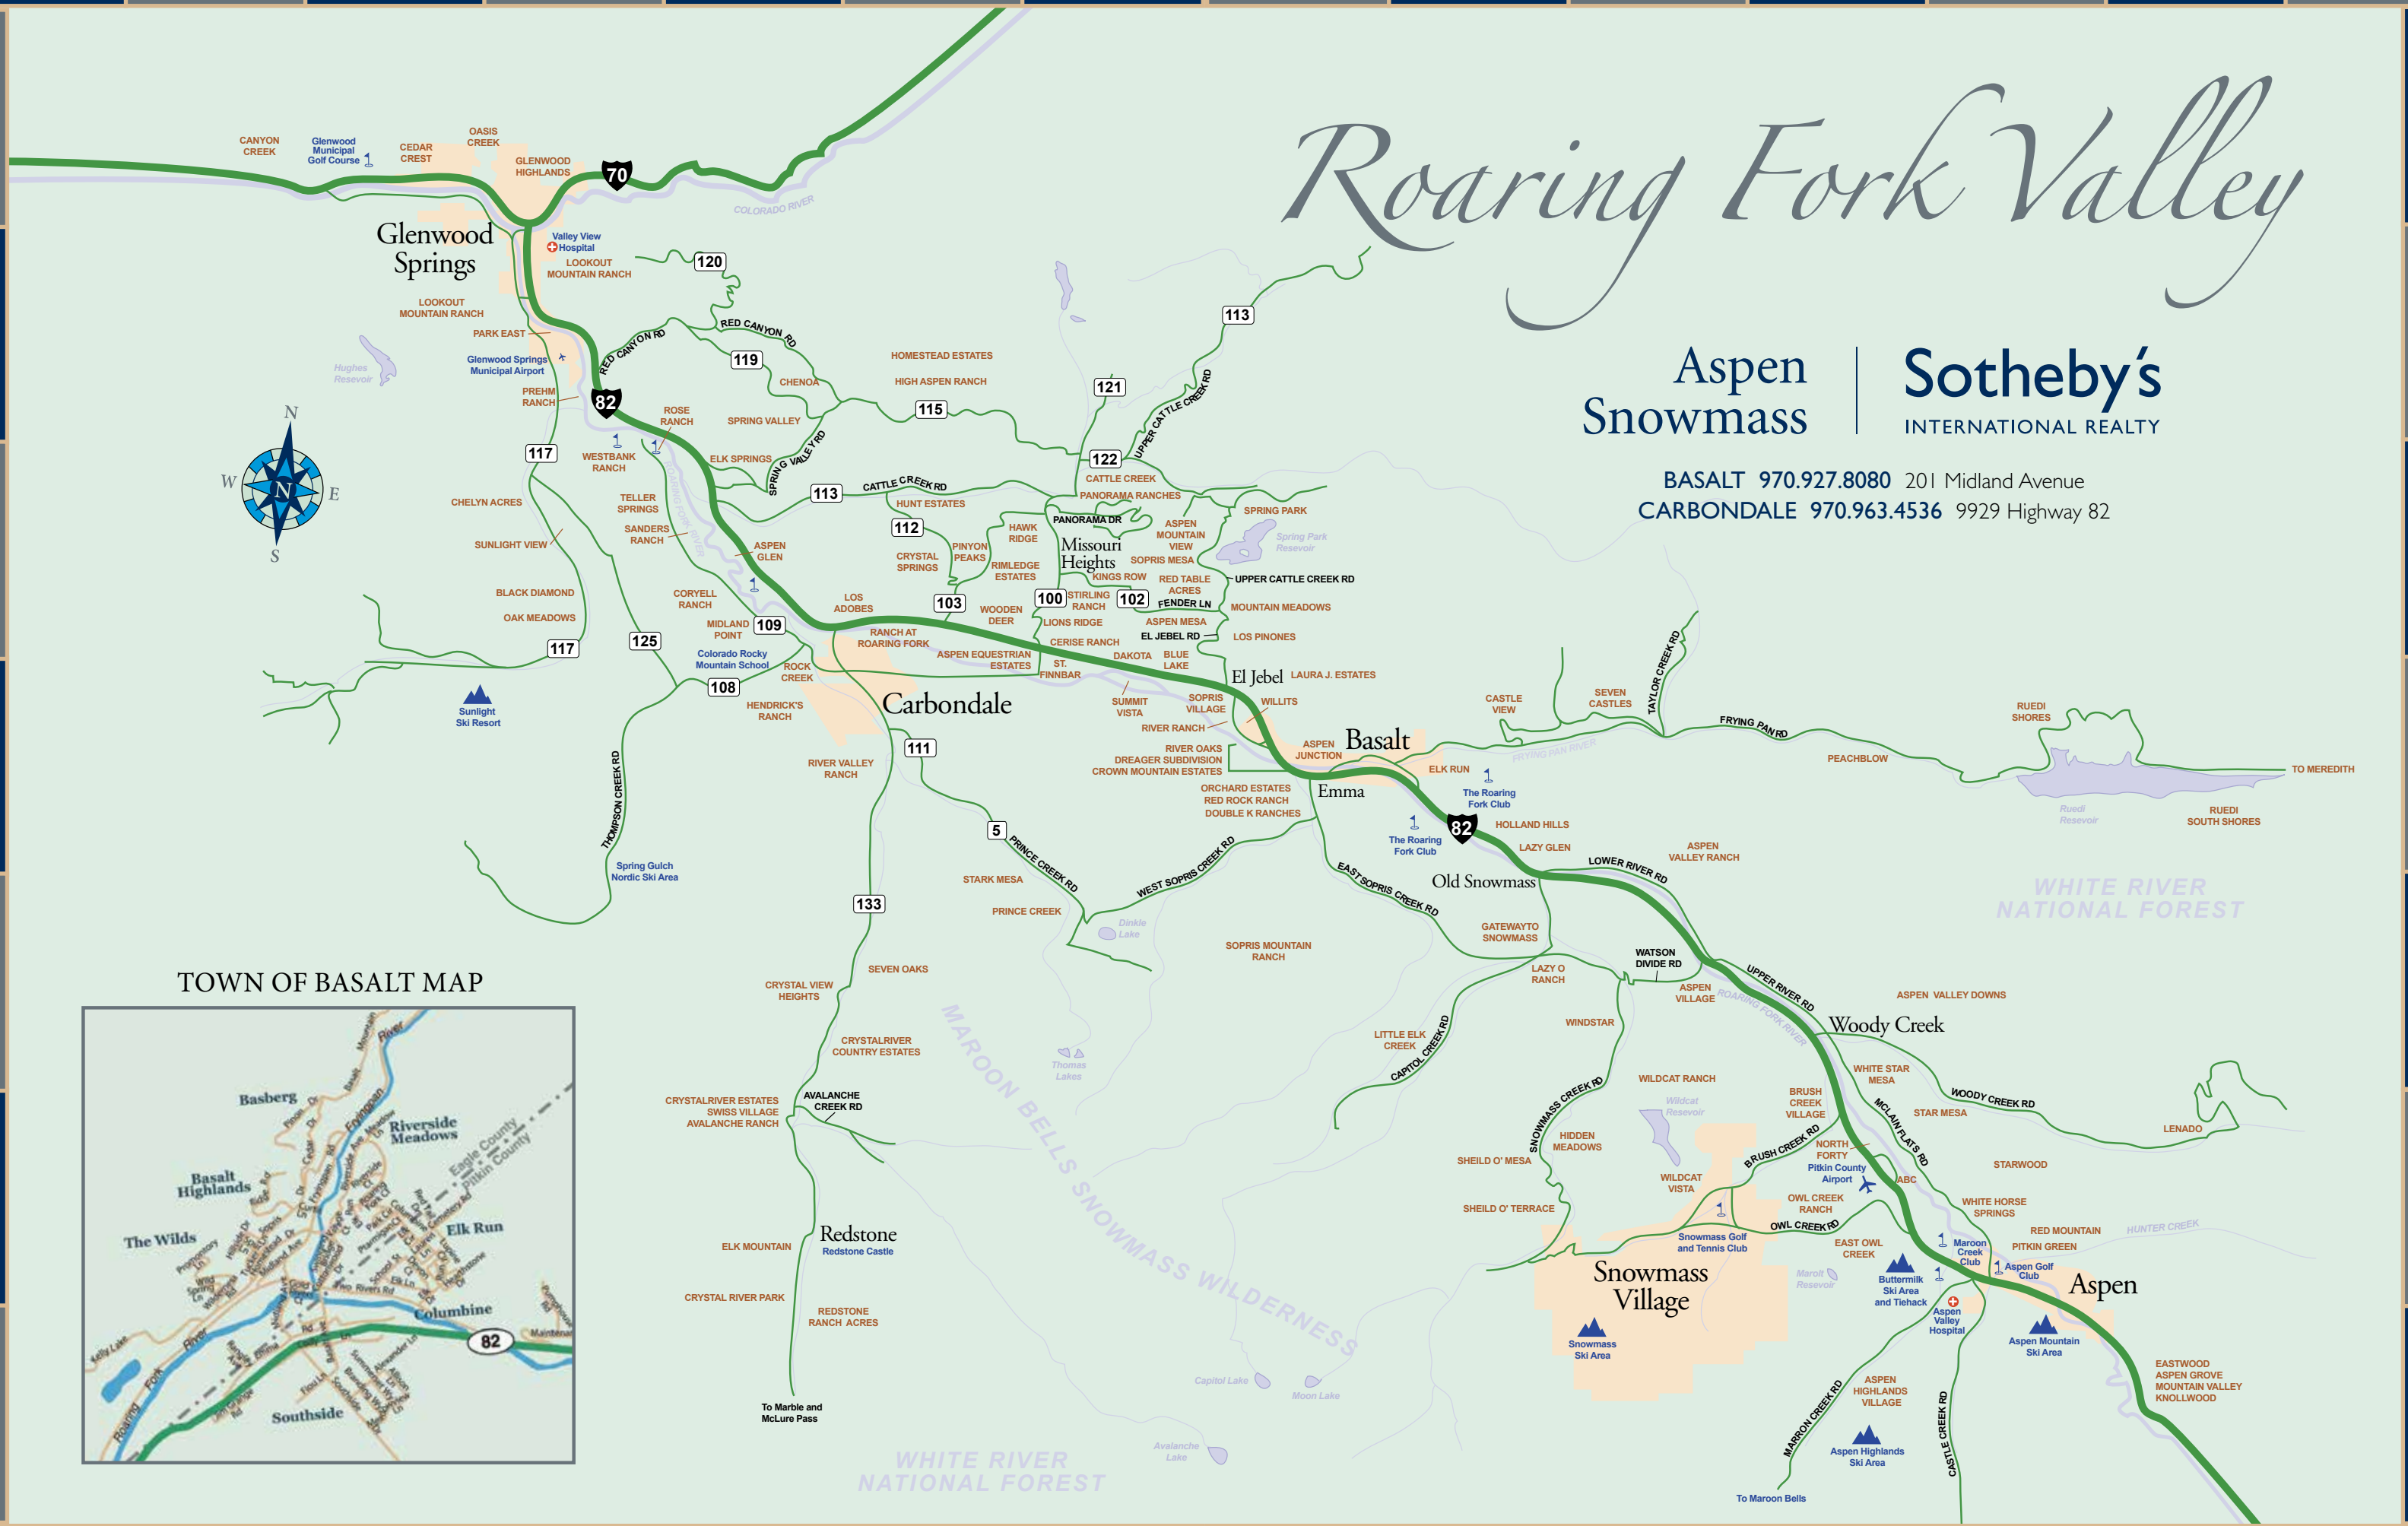 Roaring Fork Valley
Aspen
Snowmass
Sotheby's
INTERNATIONAL REALTY
BASALT 970.927.8080 201 Midland Avenue
CARBONDALE 970.963.4536 9929 Highway 82
CANYON
CREEK
Glenwood
Municipal
Golf Course
CEDAR
CREST
OASIS
CREEK
GLENWOOD
HIGHLANDS
70
COLORADO RIVER
Glenwood
Springs
Valley View
Hospital
LOOKOUT
MOUNTAIN RANCH
120
LOOKOUT
MOUNTAIN RANCH
PARK EAST
Glenwood Springs
Municipal Airport
Hughes
Resevoir
PREHM
RANCH
RED CANYON RD
RED CANYON RD
119
CHENOA
82
HOMESTEAD ESTATES
HIGH ASPEN RANCH
115
113
121
UPPER CATTLE CREEK RD
122
N
W
N
E
S
117
ROSE
RANCH
SPRING VALLEY
WESTBANK
RANCH
ELK SPRINGS
SPRING VALLEY RD
113
CATTLE CREEK RD
CATTLE CREEK
PANORAMA RANCHES
CHELYN ACRES
TELLER
SPRINGS
ROARING FORK RIVER
SANDERS
RANCH
SUNLIGHT VIEW
ASPEN
GLEN
HUNT ESTATES
112
HAWK
RIDGE
PANORAMA DR
Missouri
Heights
ASPEN
MOUNTAIN
VIEW
SPRING PARK
Spring Park
Resevoir
CRYSTAL
SPRINGS
PINYON
PEAKS
RIMLEDGE
ESTATES
SOPRIS MESA
KINGS ROW
RED TABLE
ACRES
UPPER CATTLE CREEK RD
BLACK DIAMOND
OAK MEADOWS
CORYELL
RANCH
LOS
ADOBES
103
WOODEN
DEER
100
STIRLING
RANCH
102
FENDER LN
MOUNTAIN MEADOWS
LIONS RIDGE
ASPEN MESA
MIDLAND
POINT
109
RANCH AT
ROARING FORK
EL JEBEL RD
LOS PINONES
CERISE RANCH
117
125
Colorado Rocky
Mountain School
ROCK
CREEK
ASPEN EQUESTRIAN
ESTATES
ST.
FINNBAR
DAKOTA
BLUE
LAKE
El Jebel
LAURA J. ESTATES
108
Sunlight
Ski Resort
HENDRICK'S
RANCH
Carbondale
SUMMIT
VISTA
SOPRIS
VILLAGE
WILLITS
RIVER RANCH
CASTLE
VIEW
SEVEN
CASTLES
TAYLOR CREEK RD
FRYING PAN RD
RUEDI
SHORES
111
RIVER VALLEY
RANCH
RIVER OAKS
DREAGER SUBDIVISION
CROWN MOUNTAIN ESTATES
ASPEN
JUNCTION
Basalt
FRYING PAN RIVER
PEACHBLOW
TO MEREDITH
ELK RUN
Emma
The Roaring
Fork Club
Ruedi
Resevoir
RUEDI
SOUTH SHORES
ORCHARD ESTATES
RED ROCK RANCH
DOUBLE K RANCHES
THOMPSON CREEK RD
5
PRINCE CREEK RD
82
HOLLAND HILLS
The Roaring
Fork Club
LAZY GLEN
ASPEN
VALLEY RANCH
LOWER RIVER RD
Spring Gulch
Nordic Ski Area
STARK MESA
WEST SOPRIS CREEK RD
EAST SOPRIS CREEK RD
Old Snowmass
WHITE RIVER
NATIONAL FOREST
133
PRINCE CREEK
Dinkle
Lake
GATEWAYTO
SNOWMASS
SOPRIS MOUNTAIN
RANCH
WATSON
DIVIDE RD
SEVEN OAKS
CRYSTAL VIEW
HEIGHTS
LAZY O
RANCH
ASPEN
VILLAGE
ROARING FORK RIVER
UPPER RIVER RD
ASPEN VALLEY DOWNS
WINDSTAR
Woody Creek
LITTLE ELK
CREEK
CAPITOL CREEK RD
CRYSTALRIVER
COUNTRY ESTATES
Thomas
Lakes
MAROON BELLS SNOWMASS WILDERNESS
CRYSTALRIVER ESTATES
SWISS VILLAGE
AVALANCHE RANCH
AVALANCHE
CREEK RD
WILDCAT RANCH
Wildcat
Resevoir
BRUSH
CREEK
VILLAGE
WHITE STAR
MESA
WOODY CREEK RD
STAR MESA
MCLAIN FLATS RD
LENADO
SNOWMASS CREEK RD
HIDDEN
MEADOWS
BRUSH CREEK RD
NORTH
FORTY
Pitkin County
Airport
SHEILD O' MESA
STARWOOD
WILDCAT
VISTA
ABC
SHEILD O' TERRACE
OWL CREEK
RANCH
OWL CREEK RD
WHITE HORSE
SPRINGS
RED MOUNTAIN
HUNTER CREEK
Snowmass Golf
and Tennis Club
EAST OWL
CREEK
Maroon
Creek
Club
PITKIN GREEN
Redstone
Redstone Castle
ELK MOUNTAIN
Snowmass
Village
Marolt
Resevoir
Buttermilk
Ski Area
and Tiehack
Aspen Golf
Club
Aspen
CRYSTAL RIVER PARK
REDSTONE
RANCH ACRES
Aspen
Valley
Hospital
Snowmass
Ski Area
Aspen Mountain
Ski Area
Capitol Lake
Moon Lake
EASTWOOD
ASPEN GROVE
MOUNTAIN VALLEY
KNOLLWOOD
ASPEN
HIGHLANDS
VILLAGE
MARRON CREEK RD
CASTLE CREEK RD
To Marble and
McLure Pass
Avalanche
Lake
Aspen Highlands
Ski Area
WHITE RIVER
NATIONAL FOREST
To Maroon Bells
TOWN OF BASALT MAP
Basberg
Riverside
Meadows
Eagle County
Pitkin County
Basalt
Highlands
The Wilds
Elk Run
Columbine
82
Southside
Roaring
Fork
River
Fryingpan
River
Two Rivers Rd